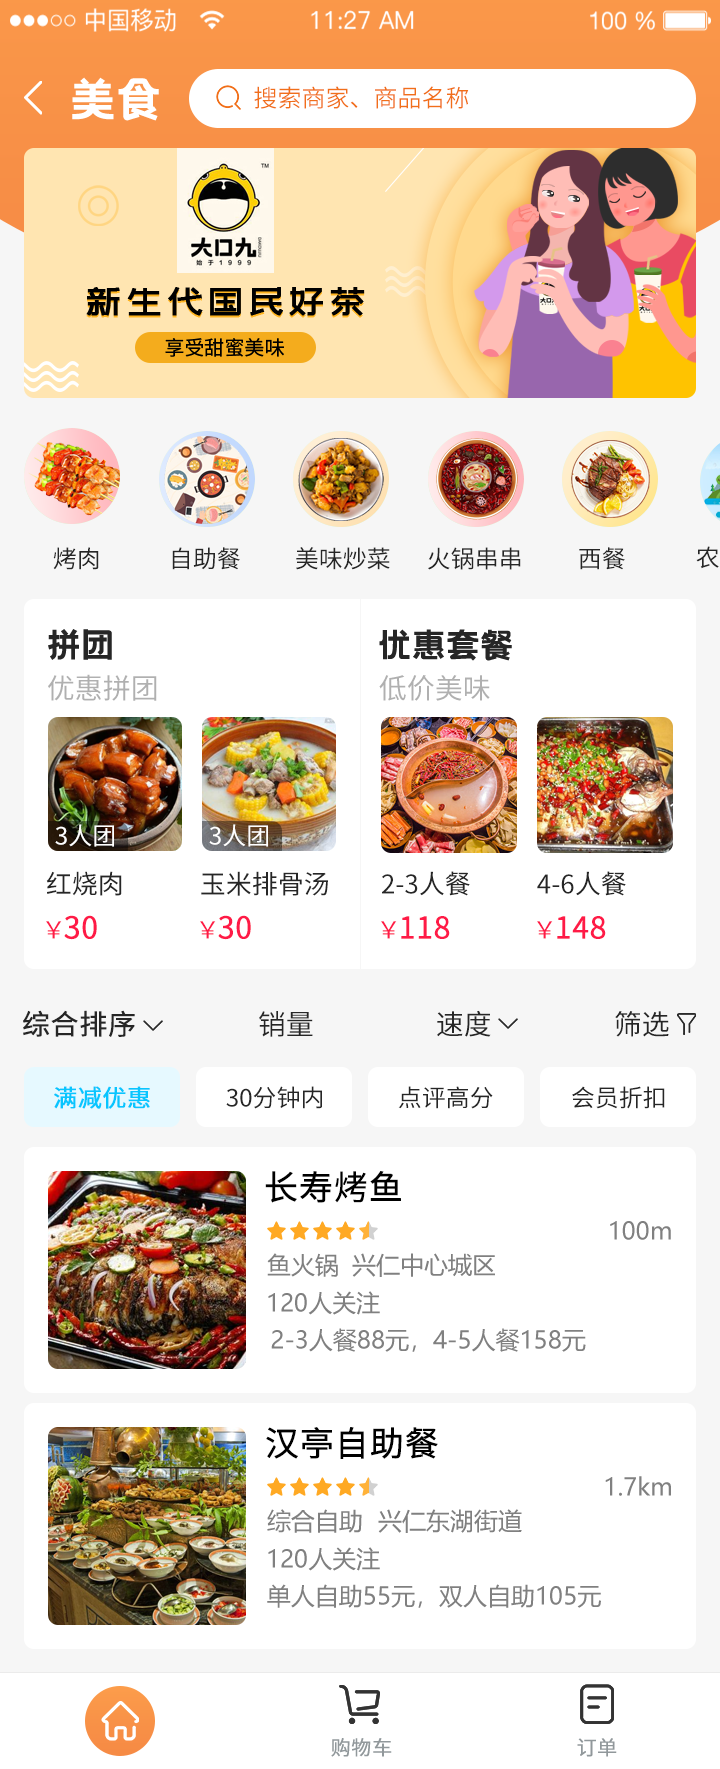 中国移动 11:27 AM 100 %
美食 搜索商家、商品名称
TM
大口九
DAKOUJIU
始于1999
新生代国民好茶
享受甜蜜美味
烤肉 自助餐 美味炒菜 火锅串串 西餐 农
拼团 优惠套餐
优惠拼团 低价美味
3人团 3人团
红烧肉 玉米排骨汤 2-3人餐 4-6人餐
¥30 ¥30 ¥118 ¥148
综合排序 销量 速度 筛选
满减优惠 30分钟内 点评高分 会员折扣
长寿烤鱼
100m
鱼火锅 兴仁中心城区
120人关注
2-3人餐88元，4-5人餐158元
汉亭自助餐
1.7km
综合自助 兴仁东湖街道
120人关注
单人自助55元，双人自助105元
购物车 订单